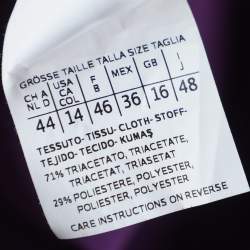 GRÖSSE TAILLE TALLA SIZE TAGLIA
CH A USA F MEX GB I
NL D CA COL B J
44 14 46 36 16 48
TESSUTO-TISSU-CLOTH-STOFF-
TEJIDO-TECIDO-KUMAŞ
71% TRIACETATO, TRIACETATE,
TRIACETAT, TRIASETAT
29% POLIESTERE, POLYESTER,
POLIESTER, POLYESTER
CARE INSTRUCTIONS ON REVERSE